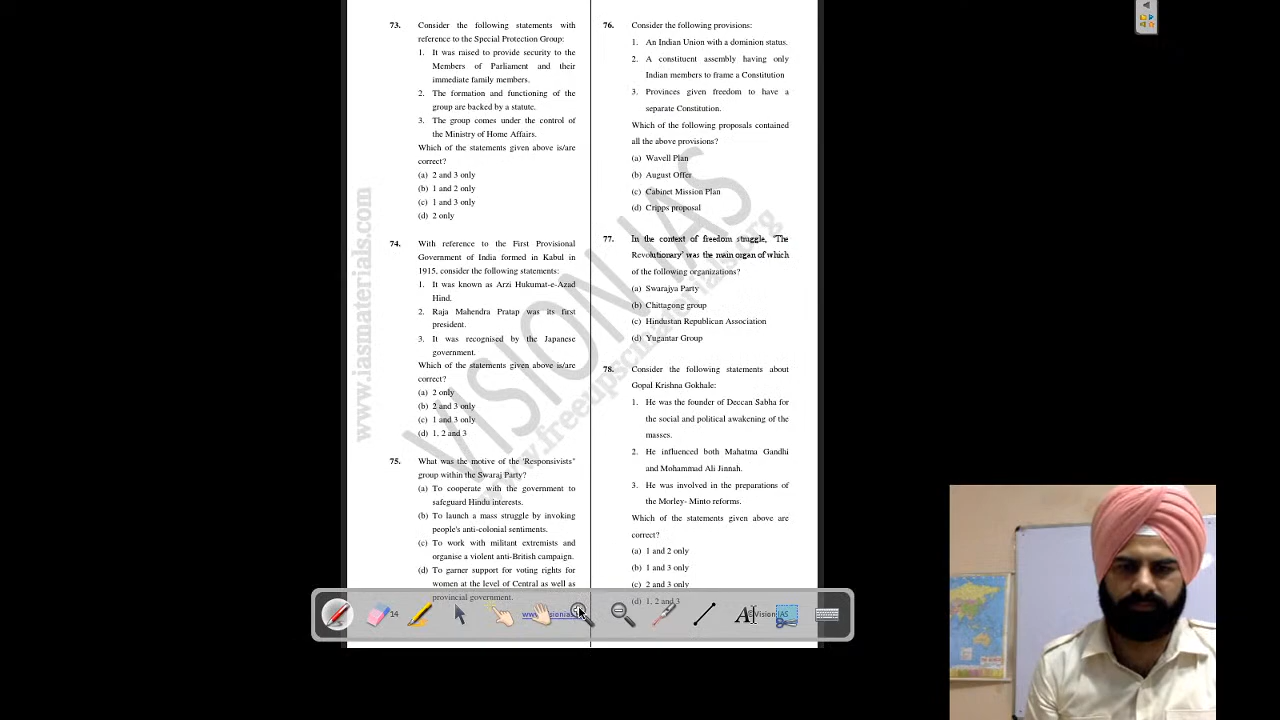 73. Consider the following statements with
reference to the Special Protection Group:
1. It was raised to provide security to the
Members of Parliament and their
immediate family members.
2. The formation and functioning of the
group are backed by a statute.
3. The group comes under the control of
the Ministry of Home Affairs.
Which of the statements given above is/are
correct?
(a) 2 and 3 only
(b) 1 and 2 only
(c) 1 and 3 only
(d) 2 only
74. With reference to the First Provisional
Government of India formed in Kabul in
1915, consider the following statements:
1. It was known as Arzi Hukumat-e-Azad
Hind.
2. Raja Mahendra Pratap was its first
president.
3. It was recognised by the Japanese
government.
Which of the statements given above is/are
correct?
(a) 2 only
(b) 2 and 3 only
(c) 1 and 3 only
(d) 1, 2 and 3
75. What was the motive of the 'Responsivists"
group within the Swaraj Party?
(a) To cooperate with the government to
safeguard Hindu interests.
(b) To launch a mass struggle by invoking
people's anti-colonial sentiments.
(c) To work with militant extremists and
organise a violent anti-British campaign.
(d) To garner support for voting rights for
women at the level of Central as well as
provincial government.
76. Consider the following provisions:
1. An Indian Union with a dominion status.
2. A constituent assembly having only
Indian members to frame a Constitution
3. Provinces given freedom to have a
separate Constitution.
Which of the following proposals contained
all the above provisions?
(a) Wavell Plan
(b) August Offer
(c) Cabinet Mission Plan
(d) Cripps proposal
77. In the context of freedom struggle, 'The
Revolutionary' was the main organ of which
of the following organizations?
(a) Swarajya Party
(b) Chittagong group
(c) Hindustan Republican Association
(d) Yugantar Group
78. Consider the following statements about
Gopal Krishna Gokhale:
1. He was the founder of Deccan Sabha for
the social and political awakening of the
masses.
2. He influenced both Mahatma Gandhi
and Mohammad Ali Jinnah.
3. He was involved in the preparations of
the Morley- Minto reforms.
Which of the statements given above are
correct?
(a) 1 and 2 only
(b) 1 and 3 only
(c) 2 and 3 only
(d) 1, 2 and 3
14
VISION IAS
www.iasmaterials.com
www.freeupscmaterials.org